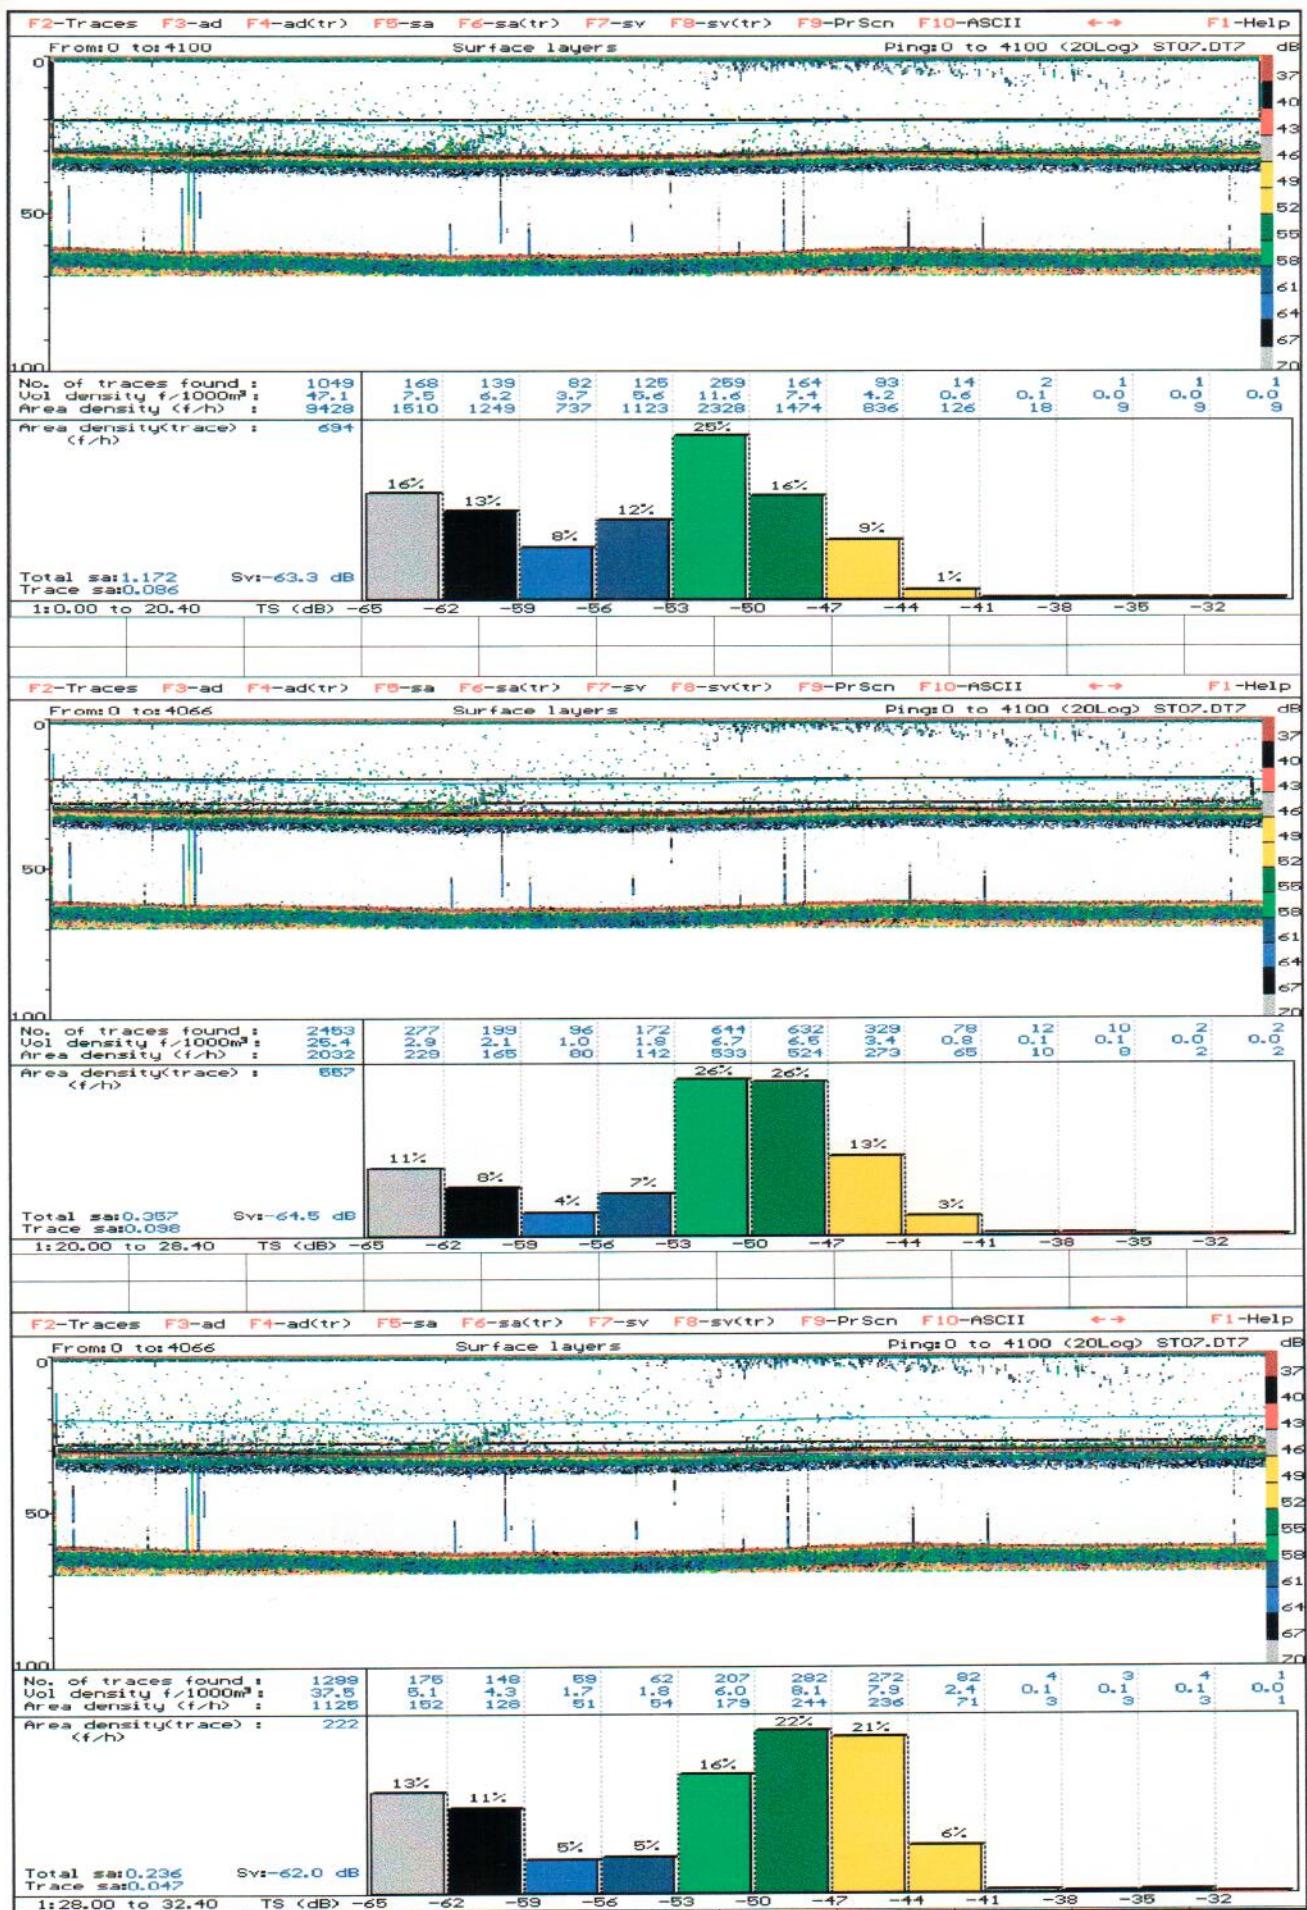 F2-Traces F3-ad F4-ad(tr) F5-sa F6-sa(tr) F7-sv F8-sv(tr) F9-PrScn F10-ASCII ←→ F1-Help
From:0 to:4100 Surface layers Ping:0 to 4100 (20Log) ST07.DT7 dB
0
37
40
43
46
49
52
50
55
58
61
64
67
100
70
No. of traces found : 1049 168 139 82 125 259 164 93 14 2 1 1 1
Vol density f/1000m³: 47.1 7.5 6.2 3.7 5.6 11.6 7.4 4.2 0.6 0.1 0.0 0.0 0.0
Area density (f/h) : 9428 1510 1249 737 1123 2328 1474 836 126 18 9 9 9
Area density(trace) : 694
(f/h)
25%
16% 13% 8% 12% 16% 9% 1%
Total sa:1.172 Sv:-63.3 dB
Trace sa:0.086
1:0.00 to 20.40 TS (dB) -65 -62 -59 -56 -53 -50 -47 -44 -41 -38 -35 -32
F2-Traces F3-ad F4-ad(tr) F5-sa F6-sa(tr) F7-sv F8-sv(tr) F9-PrScn F10-ASCII ←→ F1-Help
From:0 to:4066 Surface layers Ping:0 to 4100 (20Log) ST07.DT7 dB
0
37
40
43
46
49
52
50
55
58
61
64
67
100
70
No. of traces found : 2453 277 199 96 172 644 632 329 78 12 10 2 2
Vol density f/1000m³: 25.4 2.9 2.1 1.0 1.8 6.7 6.5 3.4 0.8 0.1 0.1 0.0 0.0
Area density (f/h) : 2032 229 165 80 142 533 524 273 65 10 8 2 2
Area density(trace) : 557
(f/h)
26% 26%
11% 8% 4% 7% 13% 3%
Total sa:0.357 Sv:-64.5 dB
Trace sa:0.098
1:20.00 to 28.40 TS (dB) -65 -62 -59 -56 -53 -50 -47 -44 -41 -38 -35 -32
F2-Traces F3-ad F4-ad(tr) F5-sa F6-sa(tr) F7-sv F8-sv(tr) F9-PrScn F10-ASCII ←→ F1-Help
From:0 to:4066 Surface layers Ping:0 to 4100 (20Log) ST07.DT7 dB
0
37
40
43
46
49
52
50
55
58
61
64
67
100
70
No. of traces found : 1299 175 148 59 62 207 282 272 82 4 3 4 1
Vol density f/1000m³: 37.5 5.1 4.3 1.7 1.8 6.0 8.1 7.9 2.4 0.1 0.1 0.1 0.0
Area density (f/h) : 1125 152 128 51 54 179 244 236 71 3 3 3 1
Area density(trace) : 222
(f/h)
22% 21%
13% 11% 5% 5% 16% 6%
Total sa:0.236 Sv:-62.0 dB
Trace sa:0.047
1:28.00 to 32.40 TS (dB) -65 -62 -59 -56 -53 -50 -47 -44 -41 -38 -35 -32